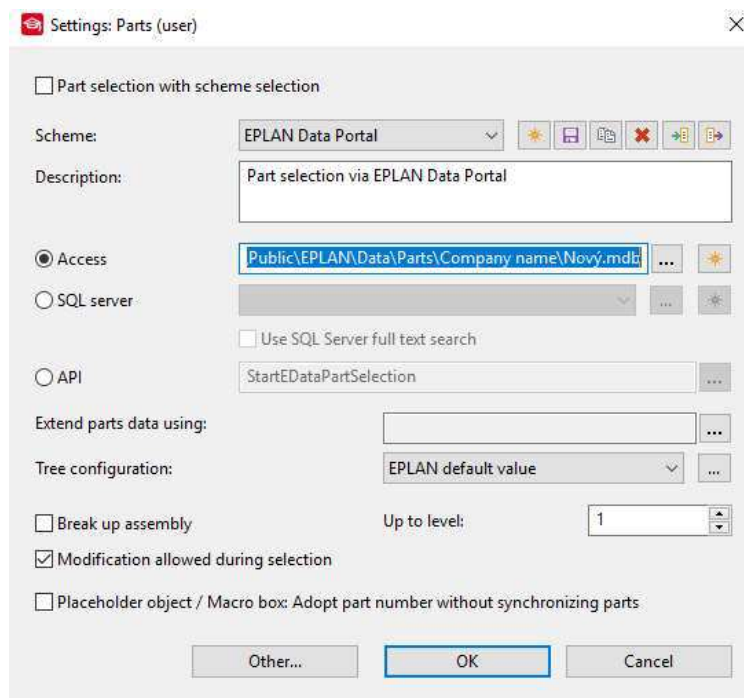 Settings: Parts (user)
Part selection with scheme selection
Scheme: EPLAN Data Portal
Description: Part selection via EPLAN Data Portal
Access Public\EPLAN\Data\Parts\Company name\Nový.mdb ...
SQL server ...
Use SQL Server full text search
API StartEDataPartSelection ...
Extend parts data using: ...
Tree configuration: EPLAN default value ...
Break up assembly Up to level: 1
Modification allowed during selection
Placeholder object / Macro box: Adopt part number without synchronizing parts
Other... OK Cancel